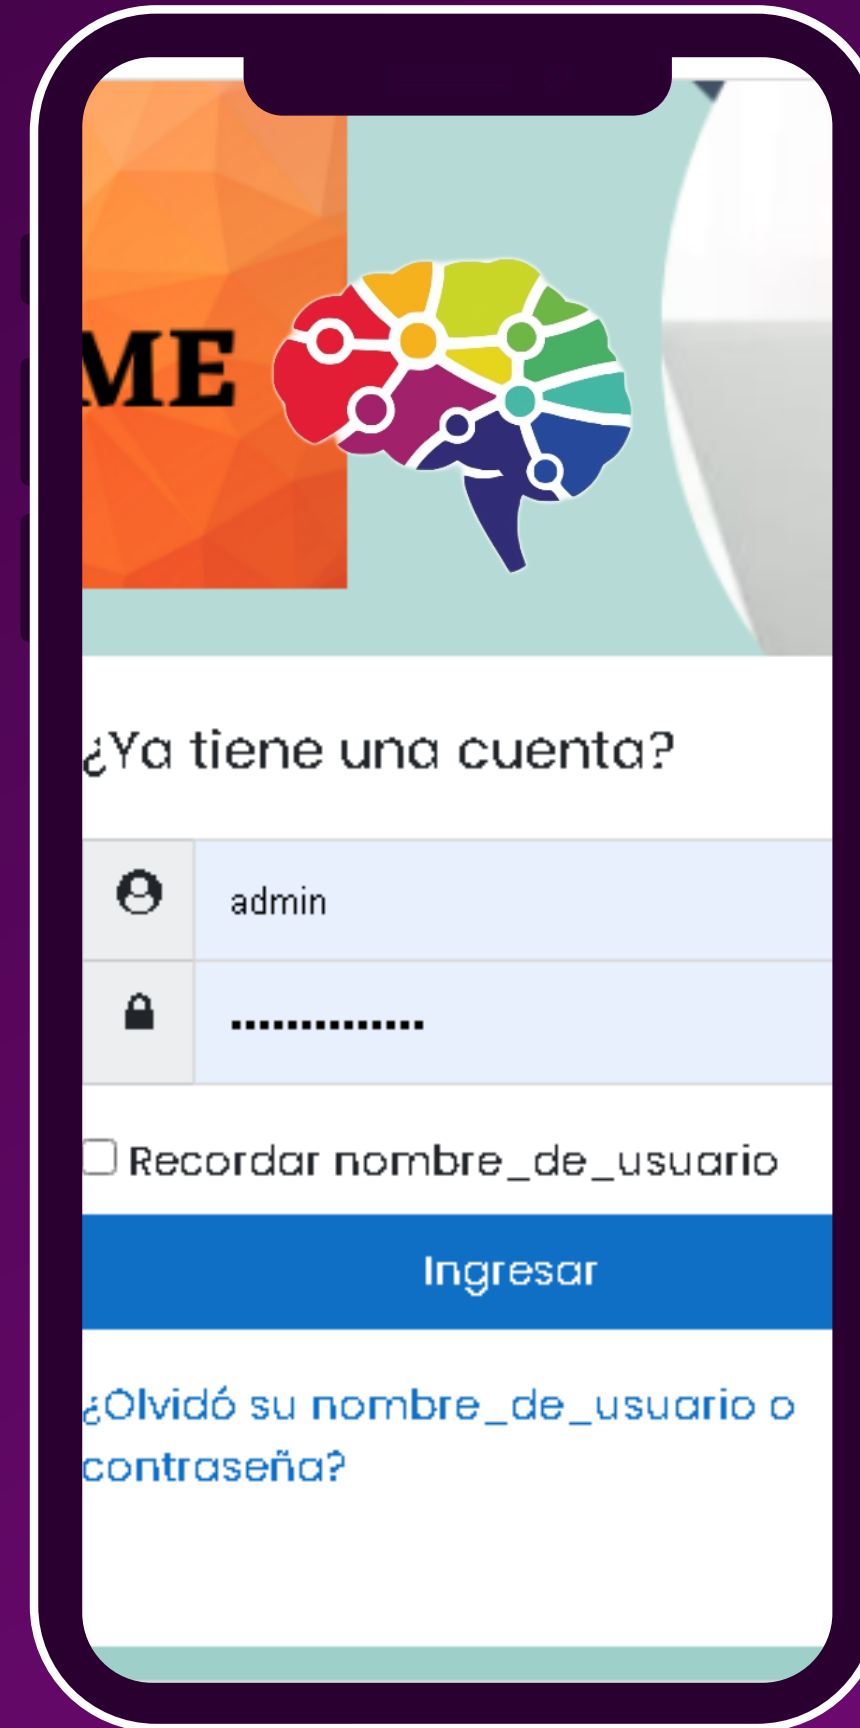 ME
¿Ya tiene una cuenta?
admin
••••••••••••••
Recordar nombre_de_usuario
Ingresar
¿Olvidó su nombre_de_usuario o
contraseña?